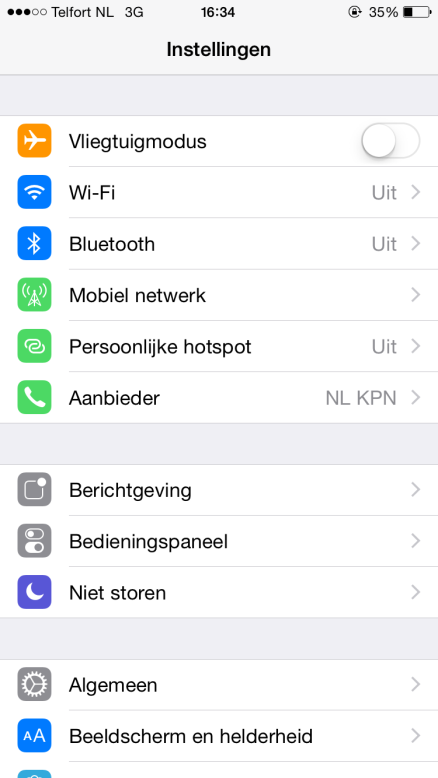 Telfort NL 3G 16:34 35%
Instellingen
Vliegtuigmodus
Wi-Fi Uit
Bluetooth Uit
Mobiel netwerk
Persoonlijke hotspot Uit
Aanbieder NL KPN
Berichtgeving
Bedieningspaneel
Niet storen
Algemeen
AA Beeldscherm en helderheid